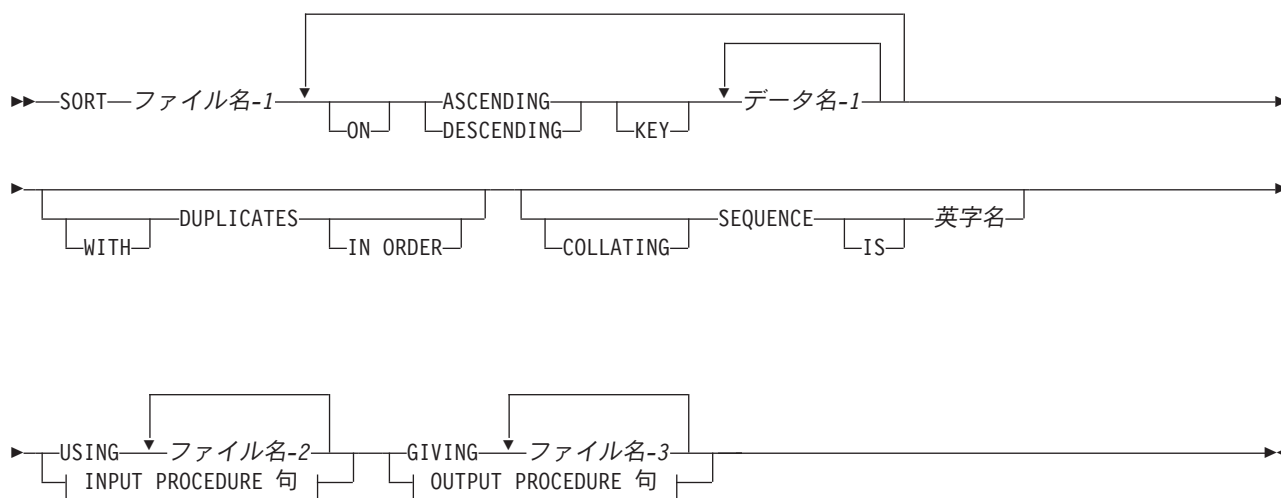 SORT ファイル名-1 ASCENDING データ名-1
ON DESCENDING KEY
DUPLICATES SEQUENCE 英字名
WITH IN ORDER COLLATING IS
USING ファイル名-2 GIVING ファイル名-3
INPUT PROCEDURE 句 OUTPUT PROCEDURE 句